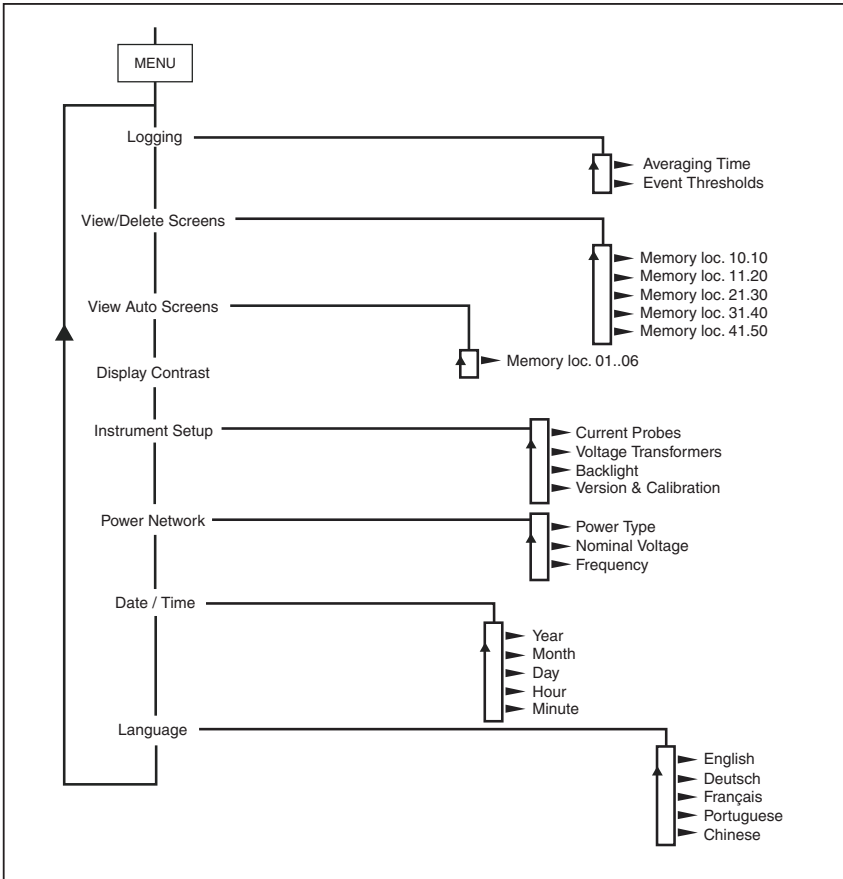 MENU
Logging
Averaging Time
Event Thresholds
View/Delete Screens
Memory loc. 10.10
Memory loc. 11.20
Memory loc. 21.30
Memory loc. 31.40
Memory loc. 41.50
View Auto Screens
Memory loc. 01..06
Display Contrast
Instrument Setup
Current Probes
Voltage Transformers
Backlight
Version & Calibration
Power Network
Power Type
Nominal Voltage
Frequency
Date / Time
Year
Month
Day
Hour
Minute
Language
English
Deutsch
Français
Portuguese
Chinese